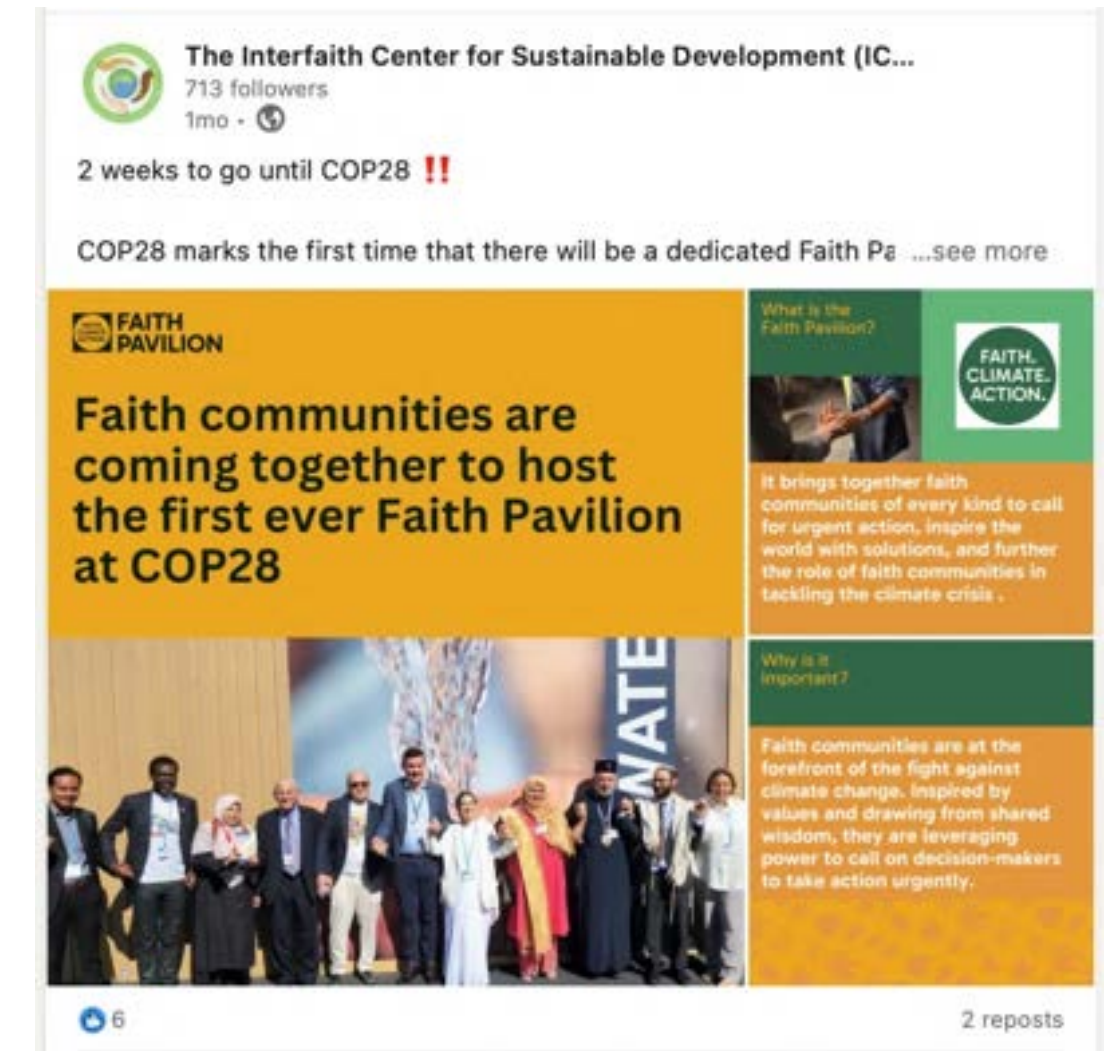 The Interfaith Center for Sustainable Development (IC...
713 followers
1mo •
2 weeks to go until COP28 ‼️
COP28 marks the first time that there will be a dedicated Faith Pa ...see more
FAITH
PAVILION
Faith communities are
coming together to host
the first ever Faith Pavilion
at COP28
WATE
What is the
Faith Pavilion?
FAITH.
CLIMATE.
ACTION.
It brings together faith
communities of every kind to call
for urgent action, inspire the
world with solutions, and further
the role of faith communities in
tackling the climate crisis .
Why is it
important?
Faith communities are at the
forefront of the fight against
climate change. Inspired by
values and drawing from shared
wisdom, they are leveraging
power to call on decision-makers
to take action urgently.
6
2 reposts